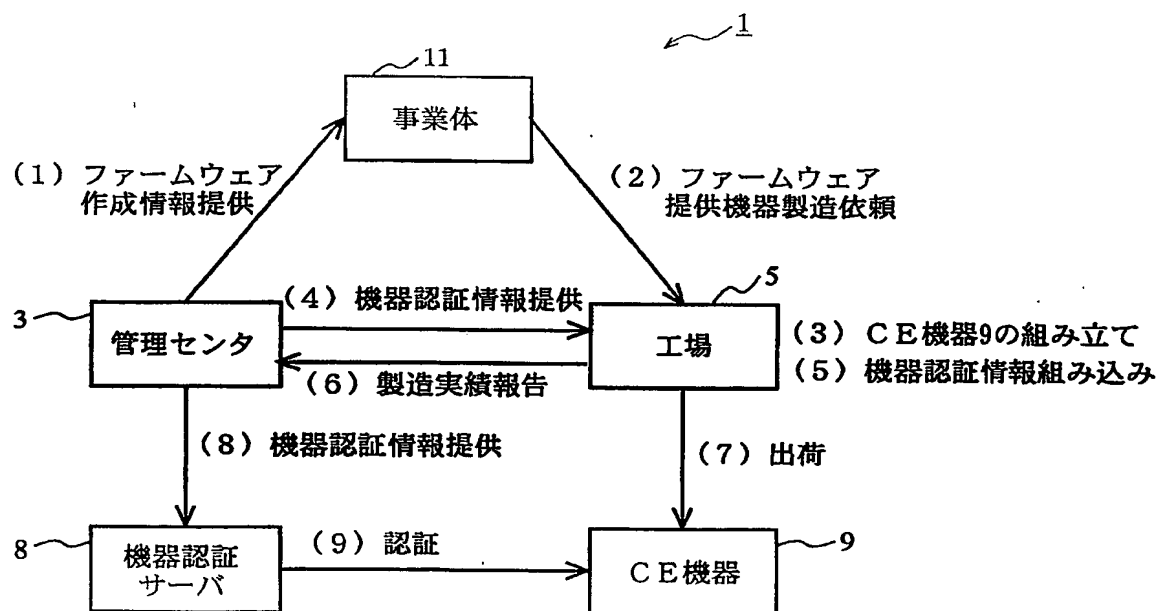 1
11
事業体
(1) ファームウェア
作成情報提供
(2) ファームウェア
提供機器製造依頼
3
管理センタ
(4) 機器認証情報提供
(6) 製造実績報告
5
工場
(3) CE機器9の組み立て
(5) 機器認証情報組み込み
(8) 機器認証情報提供
(7) 出荷
8
機器認証
サーバ
(9) 認証
CE機器
9